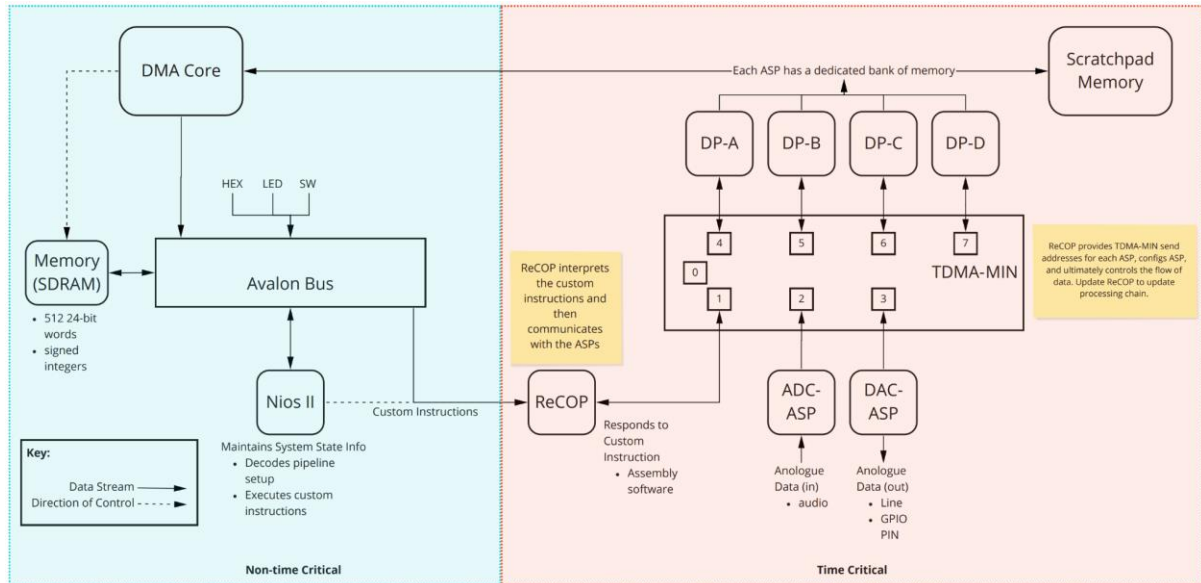 DMA Core
Each ASP has a dedicated bank of memory
Scratchpad
Memory
DP-A
DP-B
DP-C
DP-D
HEX
LED
SW
Memory
(SDRAM)
• 512 24-bit
words
• signed
integers
Avalon Bus
ReCOP interprets
the custom
instructions and
then
communicates
with the ASPs
4
5
6
7
0
TDMA-MIN
1
2
3
ReCOP provides TDMA-MIN send
addresses for each ASP, configs ASP,
and ultimately controls the flow of
data. Update ReCOP to update
processing chain.
Nios II
Custom Instructions
ReCOP
ADC-
ASP
DAC-
ASP
Maintains System State Info
• Decodes pipeline
setup
• Executes custom
instructions
Responds to
Custom
Instruction
• Assembly
software
Anologue
Data (in)
• audio
Anologue
Data (out)
• Line
• GPIO
PIN
Key:
Data Stream
Direction of Control
Non-time Critical
Time Critical